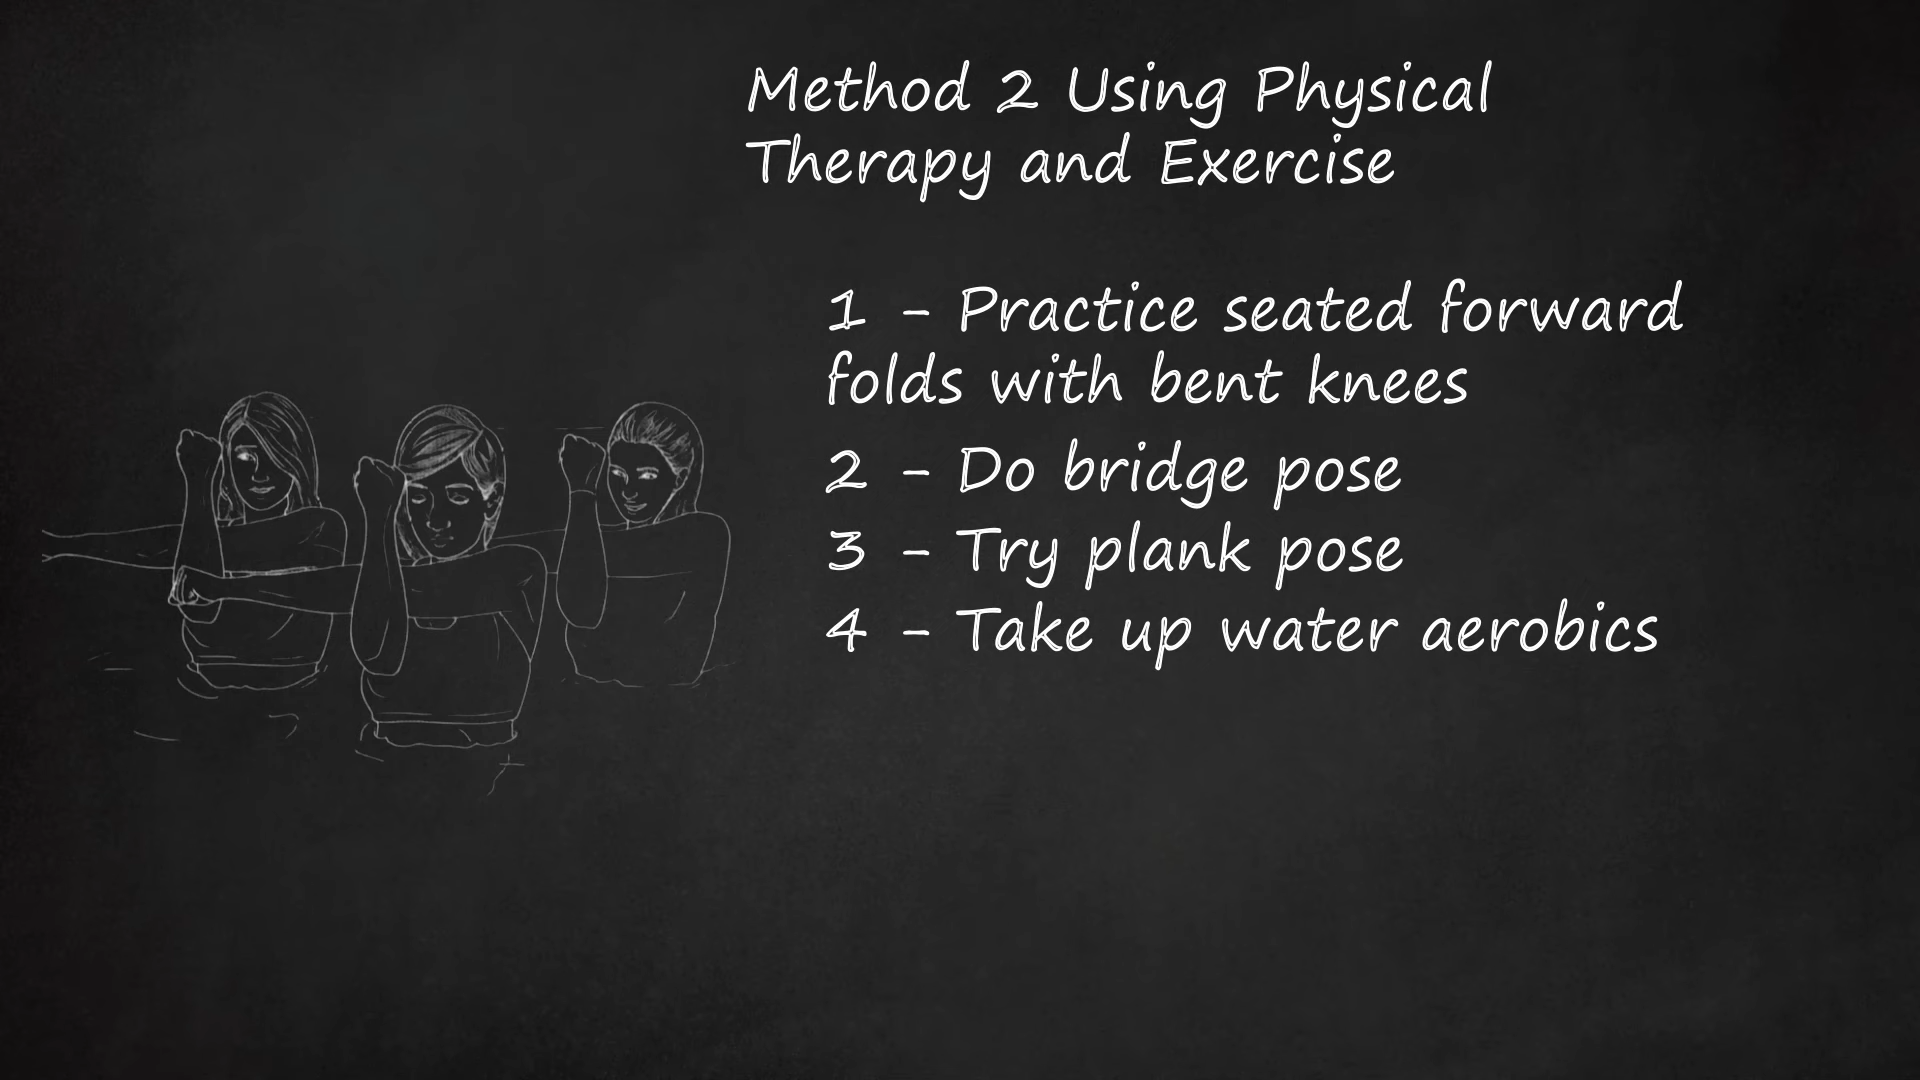 Method 2 Using Physical
Therapy and Exercise
1 - Practice seated forward
folds with bent knees
2 - Do bridge pose
3 - Try plank pose
4 - Take up water aerobics